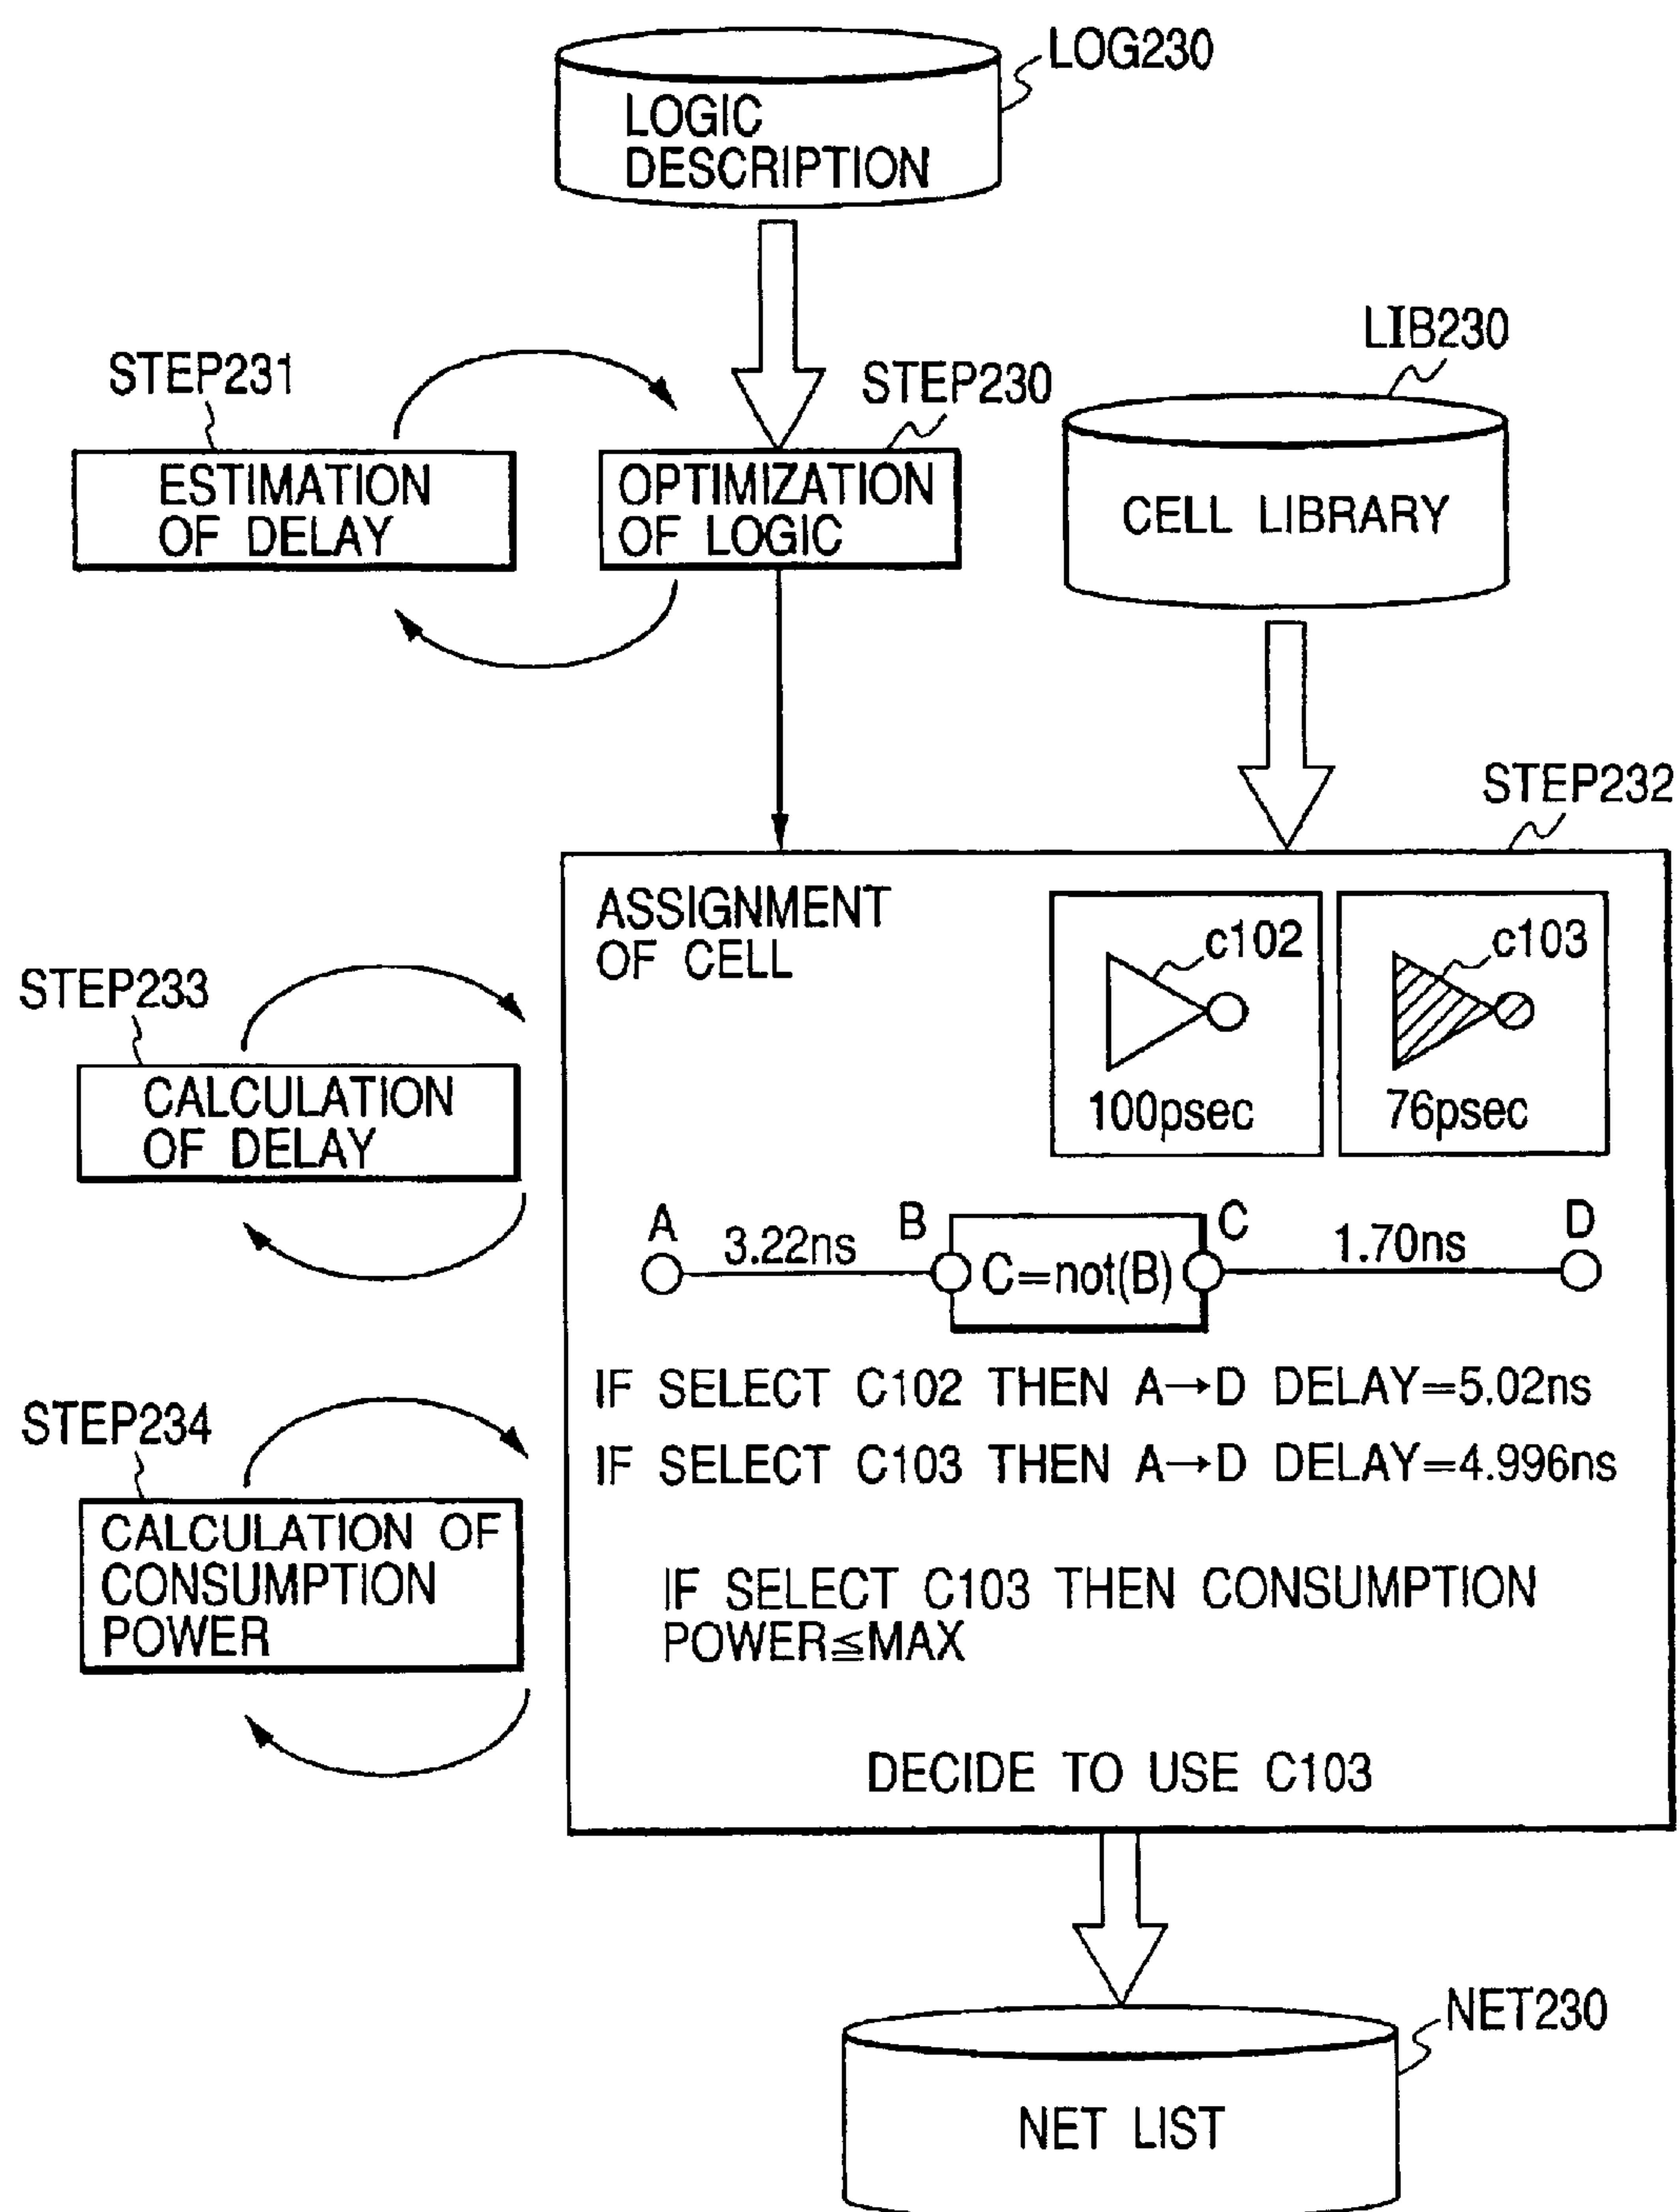 LOG230
LOGIC
DESCRIPTION
LIB230
STEP231
STEP230
ESTIMATION
OF DELAY
OPTIMIZATION
OF LOGIC
CELL LIBRARY
STEP232
ASSIGNMENT
OF CELL
c102
c103
100psec
76psec
STEP233
CALCULATION
OF DELAY
A
3.22ns
B
C=not(B)
C
1.70ns
D
IF SELECT C102 THEN A→D DELAY=5.02ns
IF SELECT C103 THEN A→D DELAY=4.996ns
STEP234
CALCULATION OF
CONSUMPTION
POWER
IF SELECT C103 THEN CONSUMPTION
POWER≦MAX
DECIDE TO USE C103
NET230
NET LIST